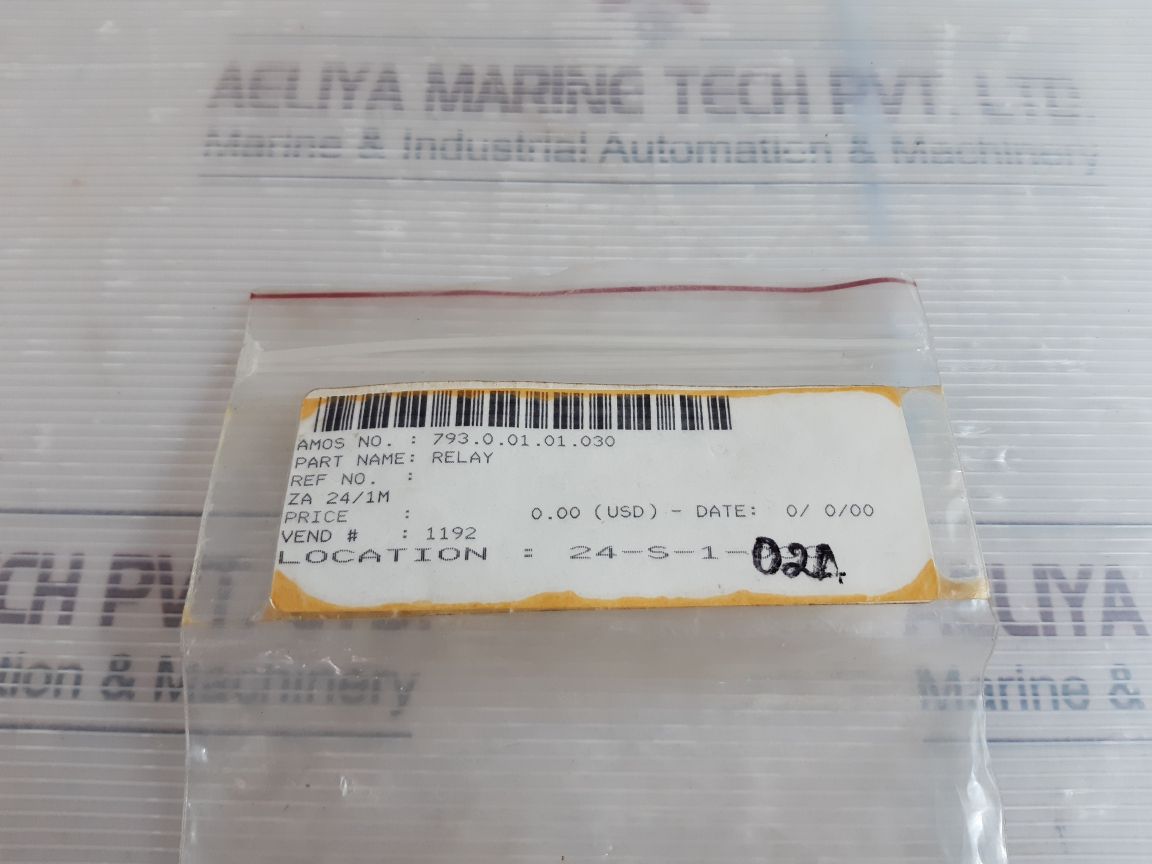 AELIYA MARINE TECH PVT. LTD.
Marine & Industrial Automation & Machinery
AMOS NO. : 793.0.01.01.030
PART NAME: RELAY
REF NO. :
ZA 24/1M
PRICE : 0.00 (USD) - DATE: 0/ 0/00
VEND # : 1192
LOCATION : 24-S-1-02A
CH PVT
tion & Machinery
AELIYA
Marine &